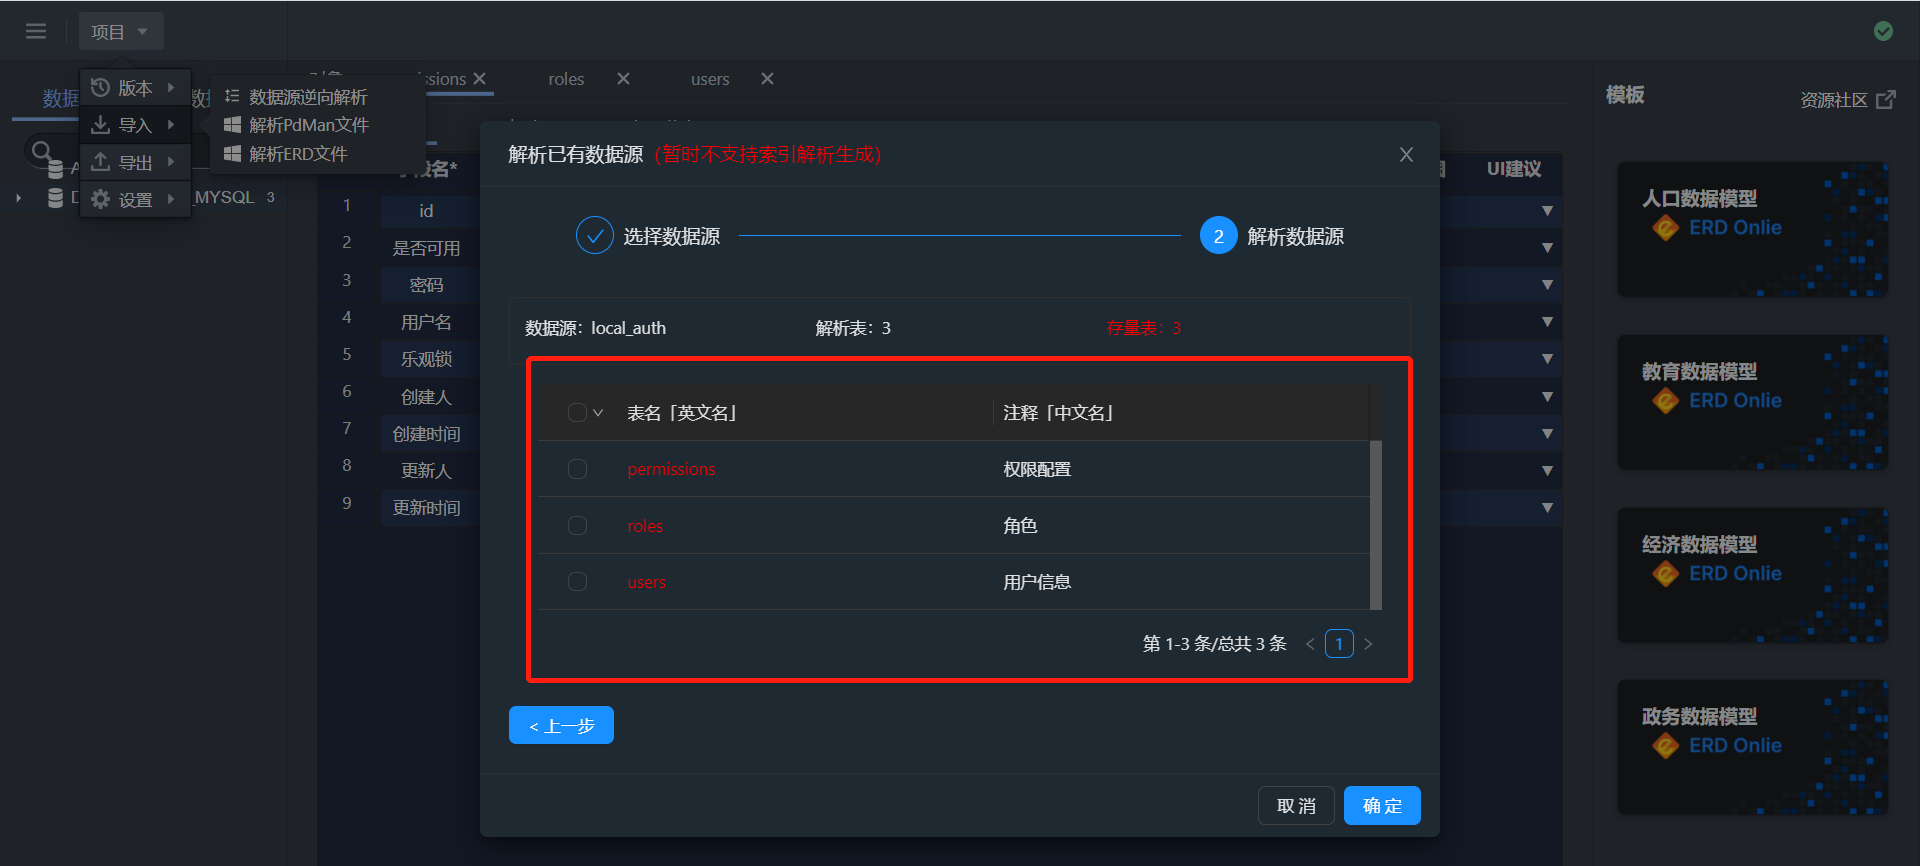 项目
版本
导入
导出
设置
数据源逆向解析
解析PdMan文件
解析ERD文件
数据
MYSQL 3
ssions
roles
users
段名*
UI建议
1 id
2 是否可用
3 密码
4 用户名
5 乐观锁
6 创建人
7 创建时间
8 更新人
9 更新时间
解析已有数据源 (暂时不支持索引解析生成)
选择数据源
2 解析数据源
数据源: local_auth 解析表: 3 存量表: 3
表名「英文名」 注释「中文名」
permissions 权限配置
roles 角色
users 用户信息
第 1-3 条/总共 3 条 < 1 >
< 上一步
取 消 确 定
模板 资源社区
人口数据模型
ERD Onlie
教育数据模型
ERD Onlie
经济数据模型
ERD Onlie
政务数据模型
ERD Onlie